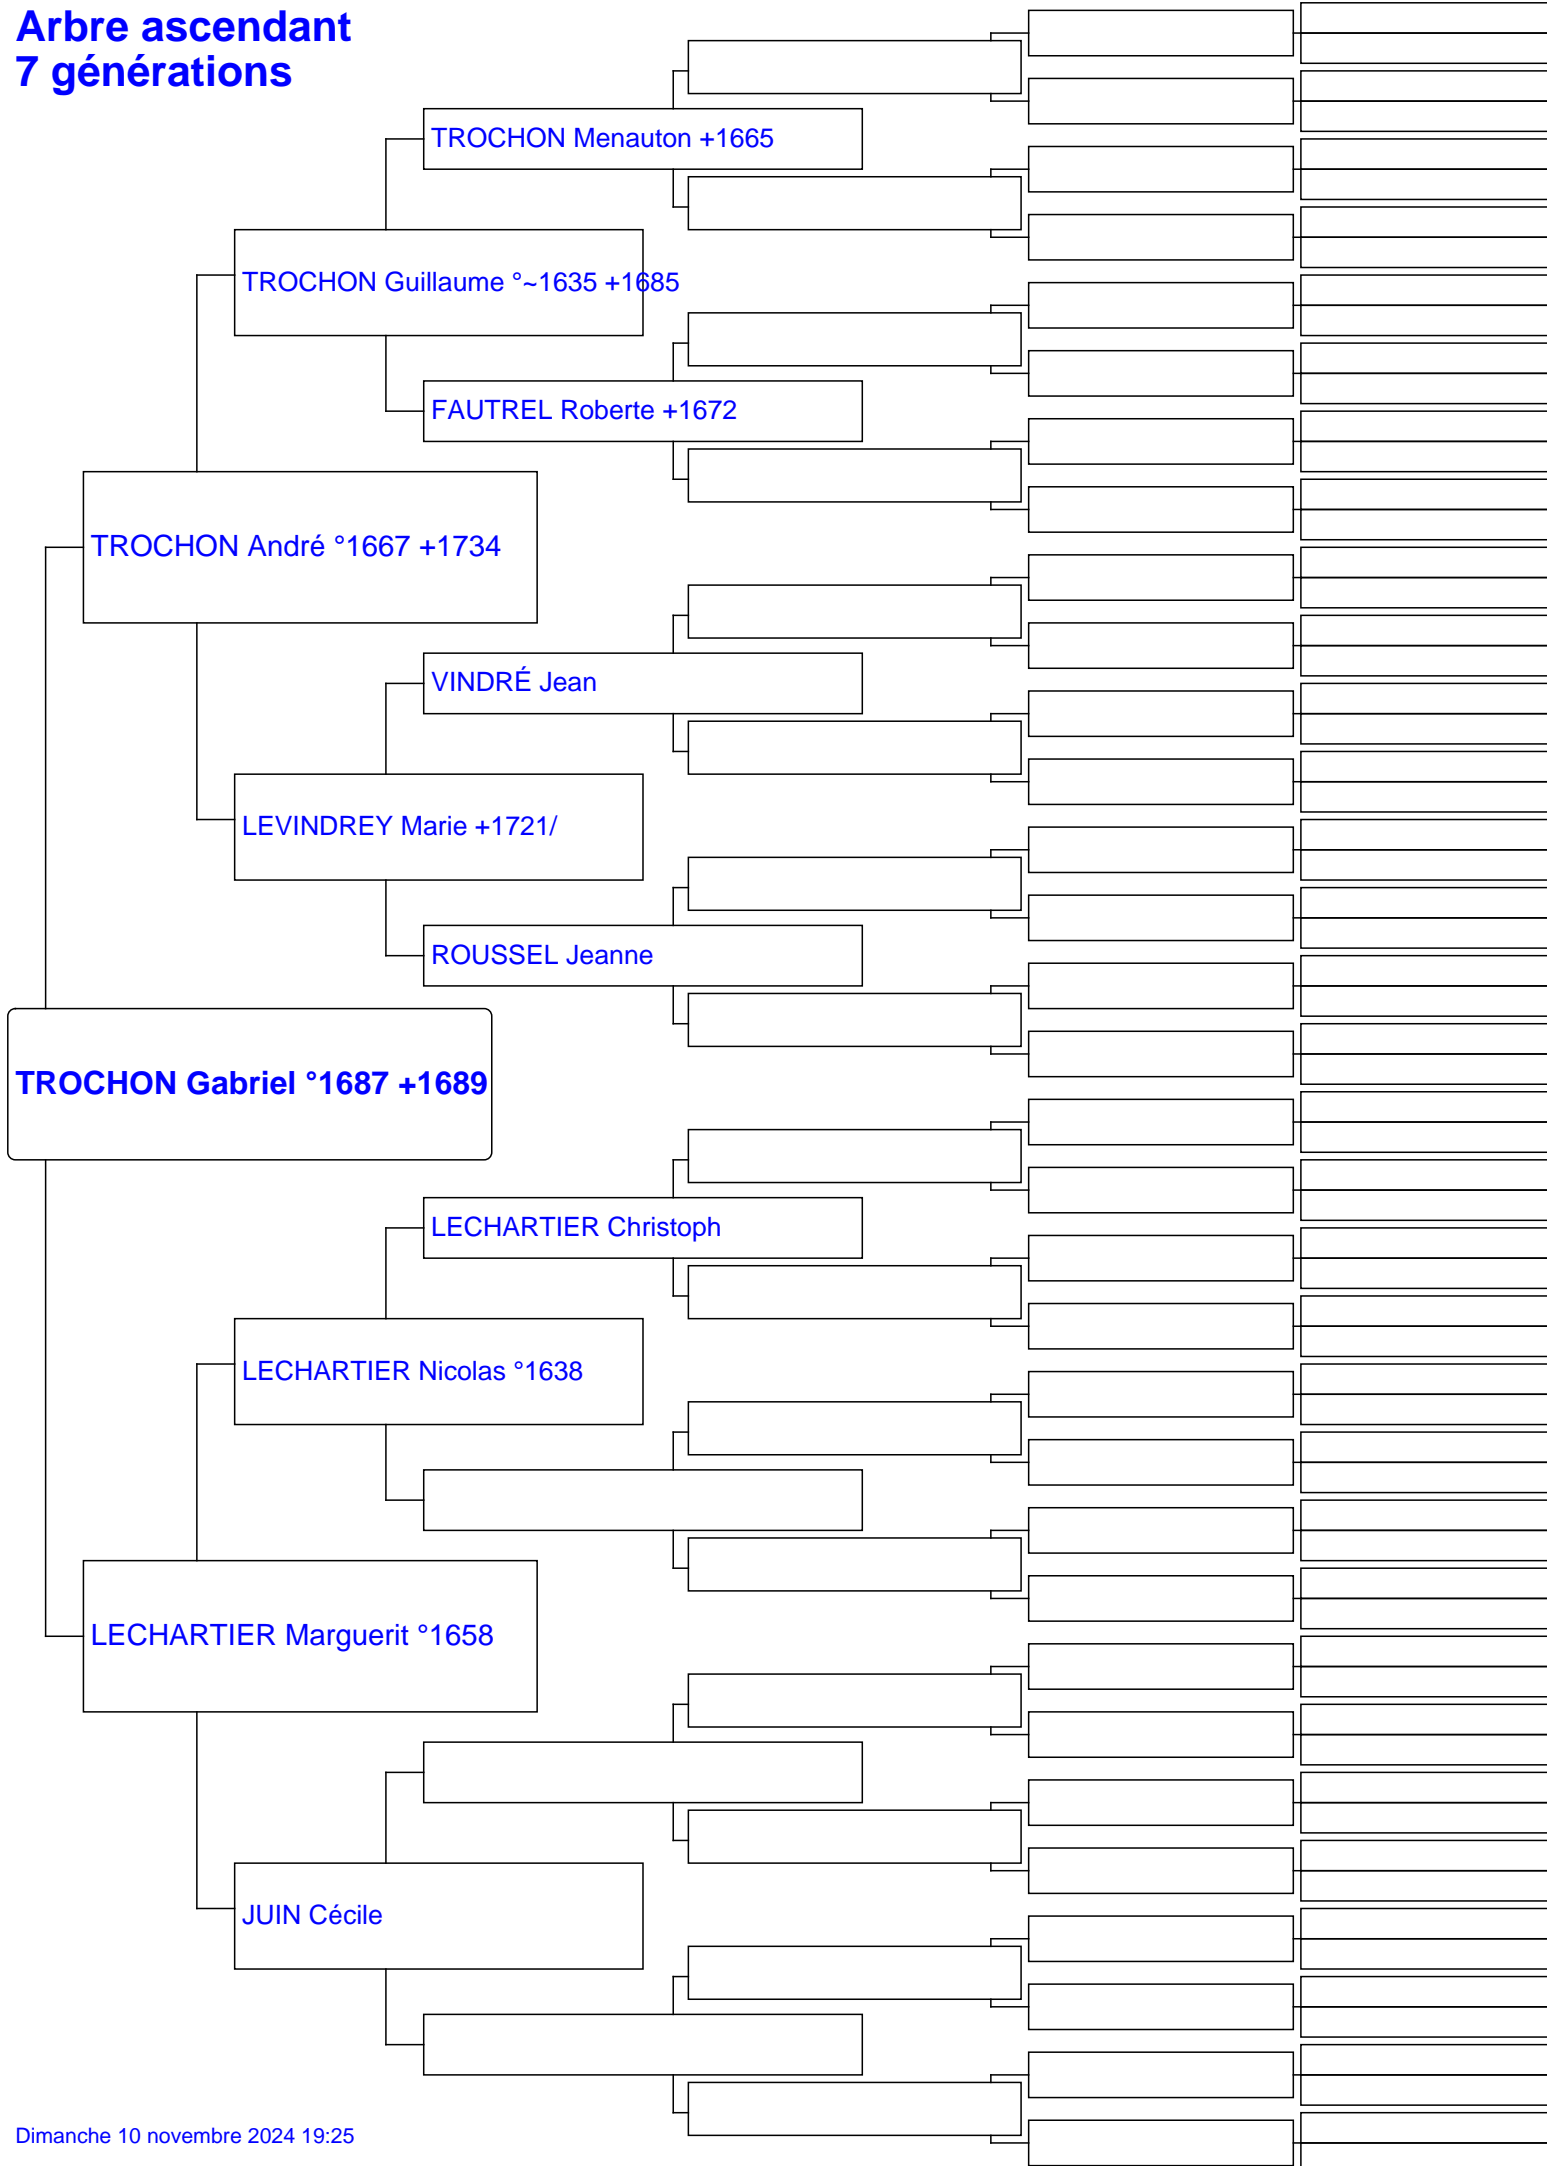 Arbre ascendant
7 générations
TROCHON Menauton +1665
TROCHON Guillaume °~1635 +1685
FAUTREL Roberte +1672
TROCHON André °1667 +1734
VINDRÉ Jean
LEVINDREY Marie +1721/
ROUSSEL Jeanne
TROCHON Gabriel °1687 +1689
LECHARTIER Christoph
LECHARTIER Nicolas °1638
LECHARTIER Marguerit °1658
JUIN Cécile
Dimanche 10 novembre 2024 19:25